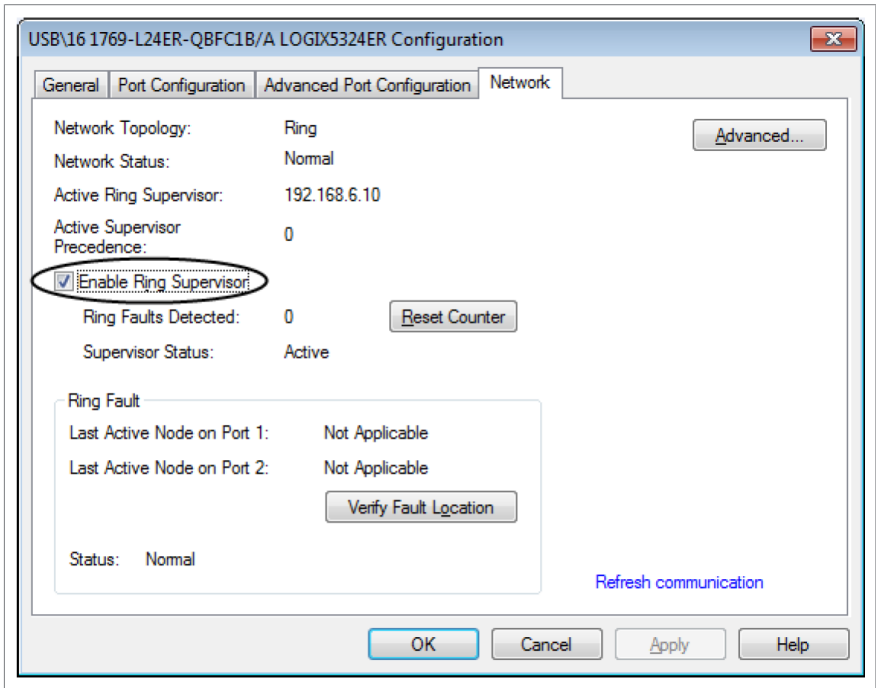 USB\16 1769-L24ER-QBFC1B/A LOGIX5324ER Configuration
General Port Configuration Advanced Port Configuration Network
Network Topology: Ring Advanced...
Network Status: Normal
Active Ring Supervisor: 192.168.6.10
Active Supervisor
Precedence: 0
Enable Ring Supervisor
Ring Faults Detected: 0 Reset Counter
Supervisor Status: Active
Ring Fault
Last Active Node on Port 1: Not Applicable
Last Active Node on Port 2: Not Applicable
Verify Fault Location
Status: Normal
Refresh communication
OK Cancel Apply Help